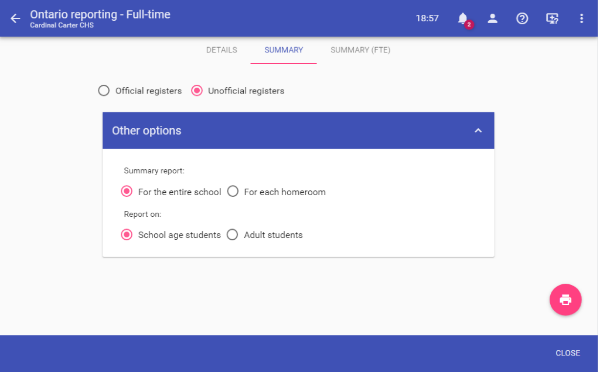 Ontario reporting - Full-time
Cardinal Carter CHS
18:57
2
DETAILS SUMMARY SUMMARY (FTE)
Official registers Unofficial registers
Other options
Summary report:
For the entire school For each homeroom
Report on:
School age students Adult students
CLOSE